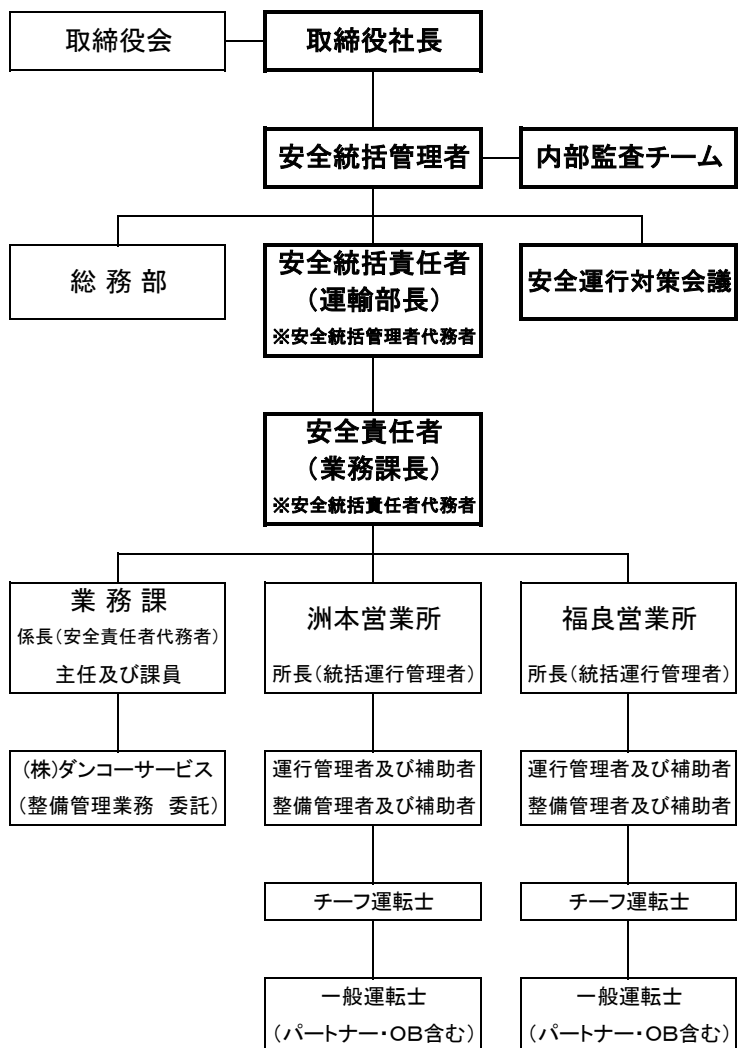 取締役会
取締役社長
安全統括管理者
内部監査チーム
総 務 部
安全統括責任者
（運輸部長）
※安全統括管理者代務者
安全運行対策会議
安全責任者
（業務課長）
※安全統括責任者代務者
業 務 課
係長（安全責任者代務者）
主任及び課員
洲本営業所
所長（統括運行管理者）
福良営業所
所長（統括運行管理者）
（株）ダンコーサービス
（整備管理業務　委託）
運行管理者及び補助者
整備管理者及び補助者
運行管理者及び補助者
整備管理者及び補助者
チーフ運転士
チーフ運転士
一般運転士
（パートナー・ＯＢ含む）
一般運転士
（パートナー・ＯＢ含む）